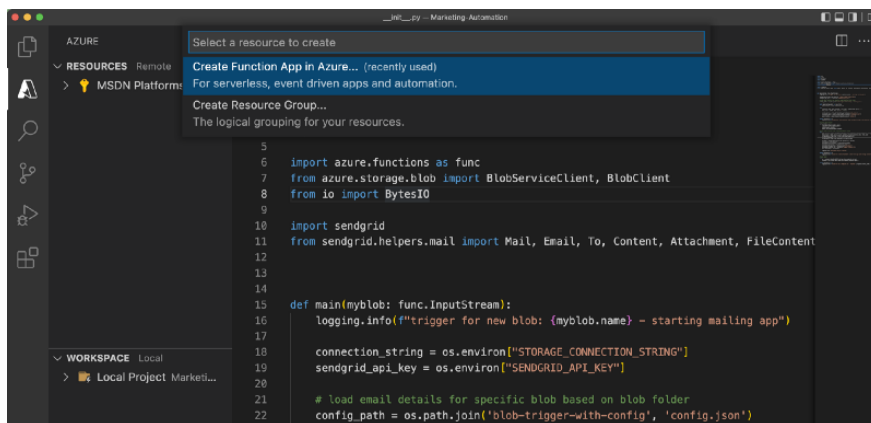 __init__.py — Marketing-Automation
AZURE
Select a resource to create
RESOURCES Remote
Create Function App in Azure... (recently used)
MSDN Platforms
For serverless, event driven apps and automation.
Create Resource Group...
The logical grouping for your resources.
5
6 import azure.functions as func
7 from azure.storage.blob import BlobServiceClient, BlobClient
8 from io import BytesIO
9
10 import sendgrid
11 from sendgrid.helpers.mail import Mail, Email, To, Content, Attachment, FileContent
12
13
14
15 def main(myblob: func.InputStream):
16 logging.info(f"trigger for new blob: {myblob.name} - starting mailing app")
17
18 connection_string = os.environ["STORAGE_CONNECTION_STRING"]
19 sendgrid_api_key = os.environ["SENDGRID_API_KEY"]
20
21 # load email details for specific blob based on blob folder
22 config_path = os.path.join('blob-trigger-with-config', 'config.json')
WORKSPACE Local
Local Project Marketi...